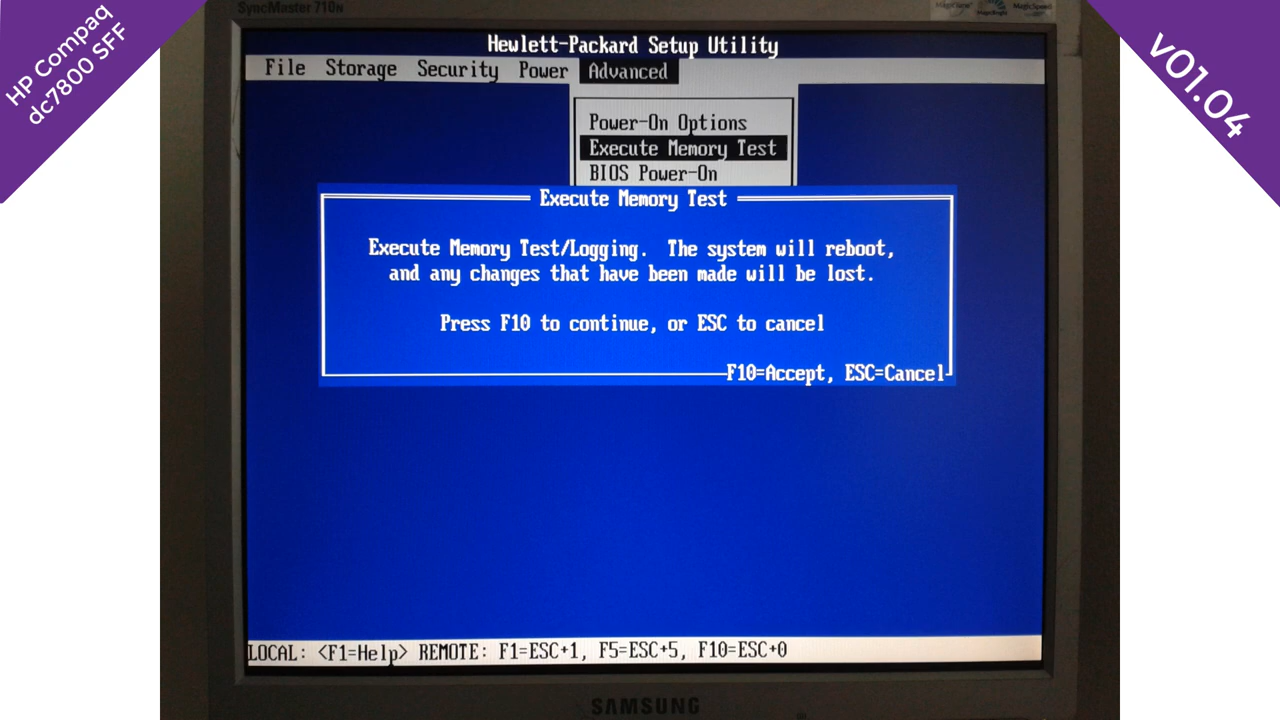 HP Compaq
dc7800 SFF
v01.04
SyncMaster 710N
MagicBright
MagicSpeed
Hewlett-Packard Setup Utility
File Storage Security Power Advanced
Power-On Options
Execute Memory Test
BIOS Power-On
Execute Memory Test
Execute Memory Test/Logging. The system will reboot,
and any changes that have been made will be lost.
Press F10 to continue, or ESC to cancel
F10=Accept, ESC=Cancel
LOCAL: <F1=Help> REMOTE: F1=ESC+1, F5=ESC+5, F10=ESC+0
SAMSUNG